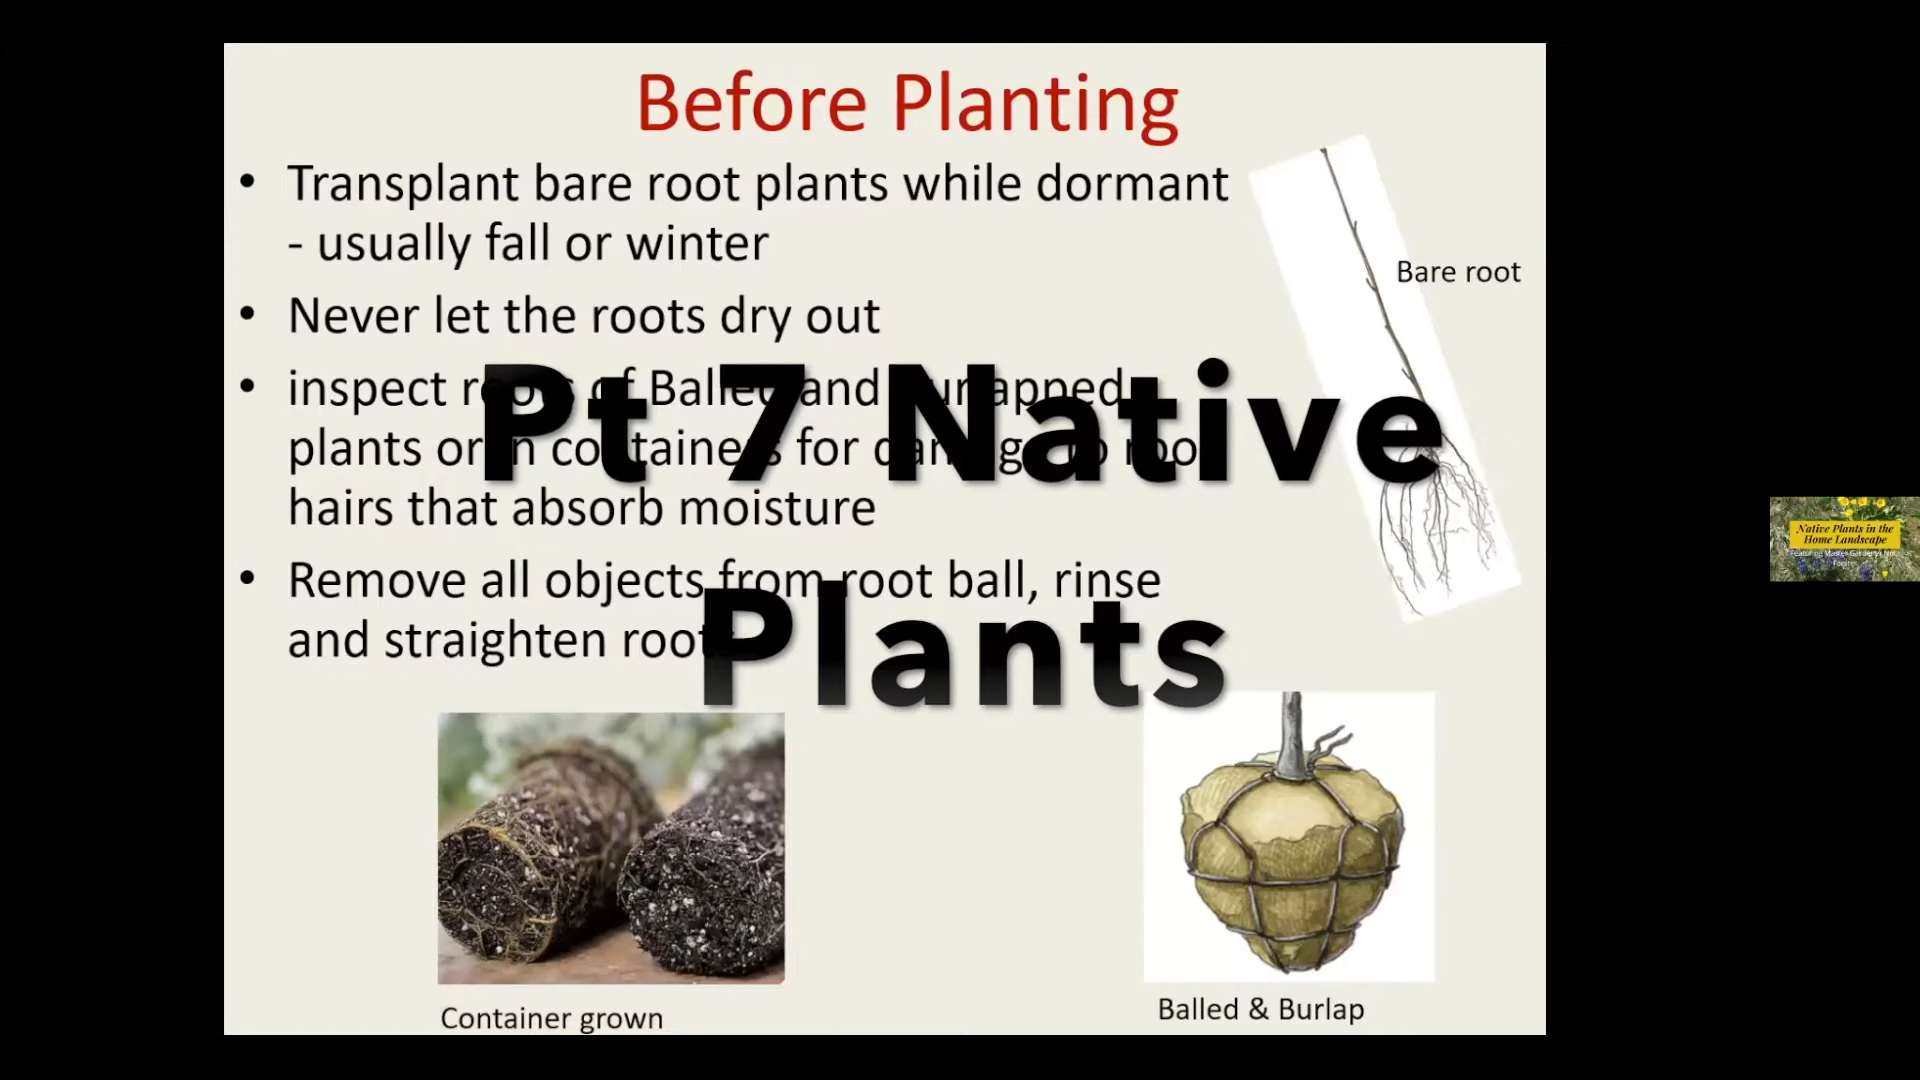 Before Planting
• Transplant bare root plants while dormant
- usually fall or winter
• Never let the roots dry out
• inspect roots of Balled and Burlapped
plants or in containers for damage to root
hairs that absorb moisture
• Remove all objects from root ball, rinse
and straighten roots
Pt 7 Native
Plants
Bare root
Container grown
Balled & Burlap
Native Plants in the
Home Landscape
Featuring Master Gardener